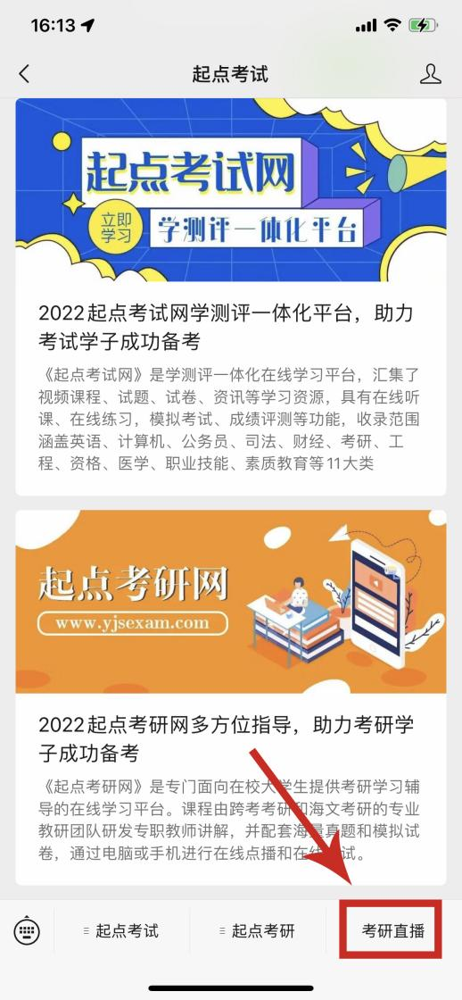 16:13
起点考试
起点考试网
立即
学习
学测评一体化平台
2022起点考试网学测评一体化平台，助力
考试学子成功备考
《起点考试网》是学测评一体化在线学习平台，汇集了
视频课程、试题、试卷、资讯等学习资源，具有在线听
课、在线练习，模拟考试、成绩评测等功能，收录范围
涵盖英语、计算机、公务员、司法、财经、考研、工
程、资格、医学、职业技能、素质教育等11大类
起点考研网
www.yjsexam.com
2022起点考研网多方位指导，助力考研学
子成功备考
《起点考研网》是专门面向在校大学生提供考研学习辅
导的在线学习平台。课程由跨考考研和海文考研的专业
教研团队研发专职教师讲解，并配套海量真题和模拟试
卷，通过电脑或手机进行在线点播和在线试。
起点考试
起点考研
考研直播